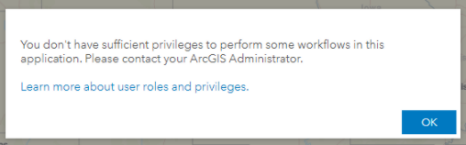 You don't have sufficient privileges to perform some workflows in this
application. Please contact your ArcGIS Administrator.
Learn more about user roles and privileges.
OK